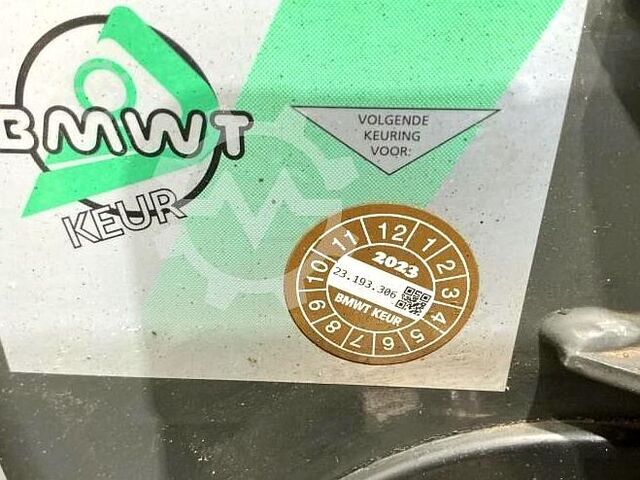 BMWT
KEUR
VOLGENDE
KEURING
VOOR:
11 12 1 2 3 4 5 6 7 8 9 10
2023
23.193.306
BMWT KEUR